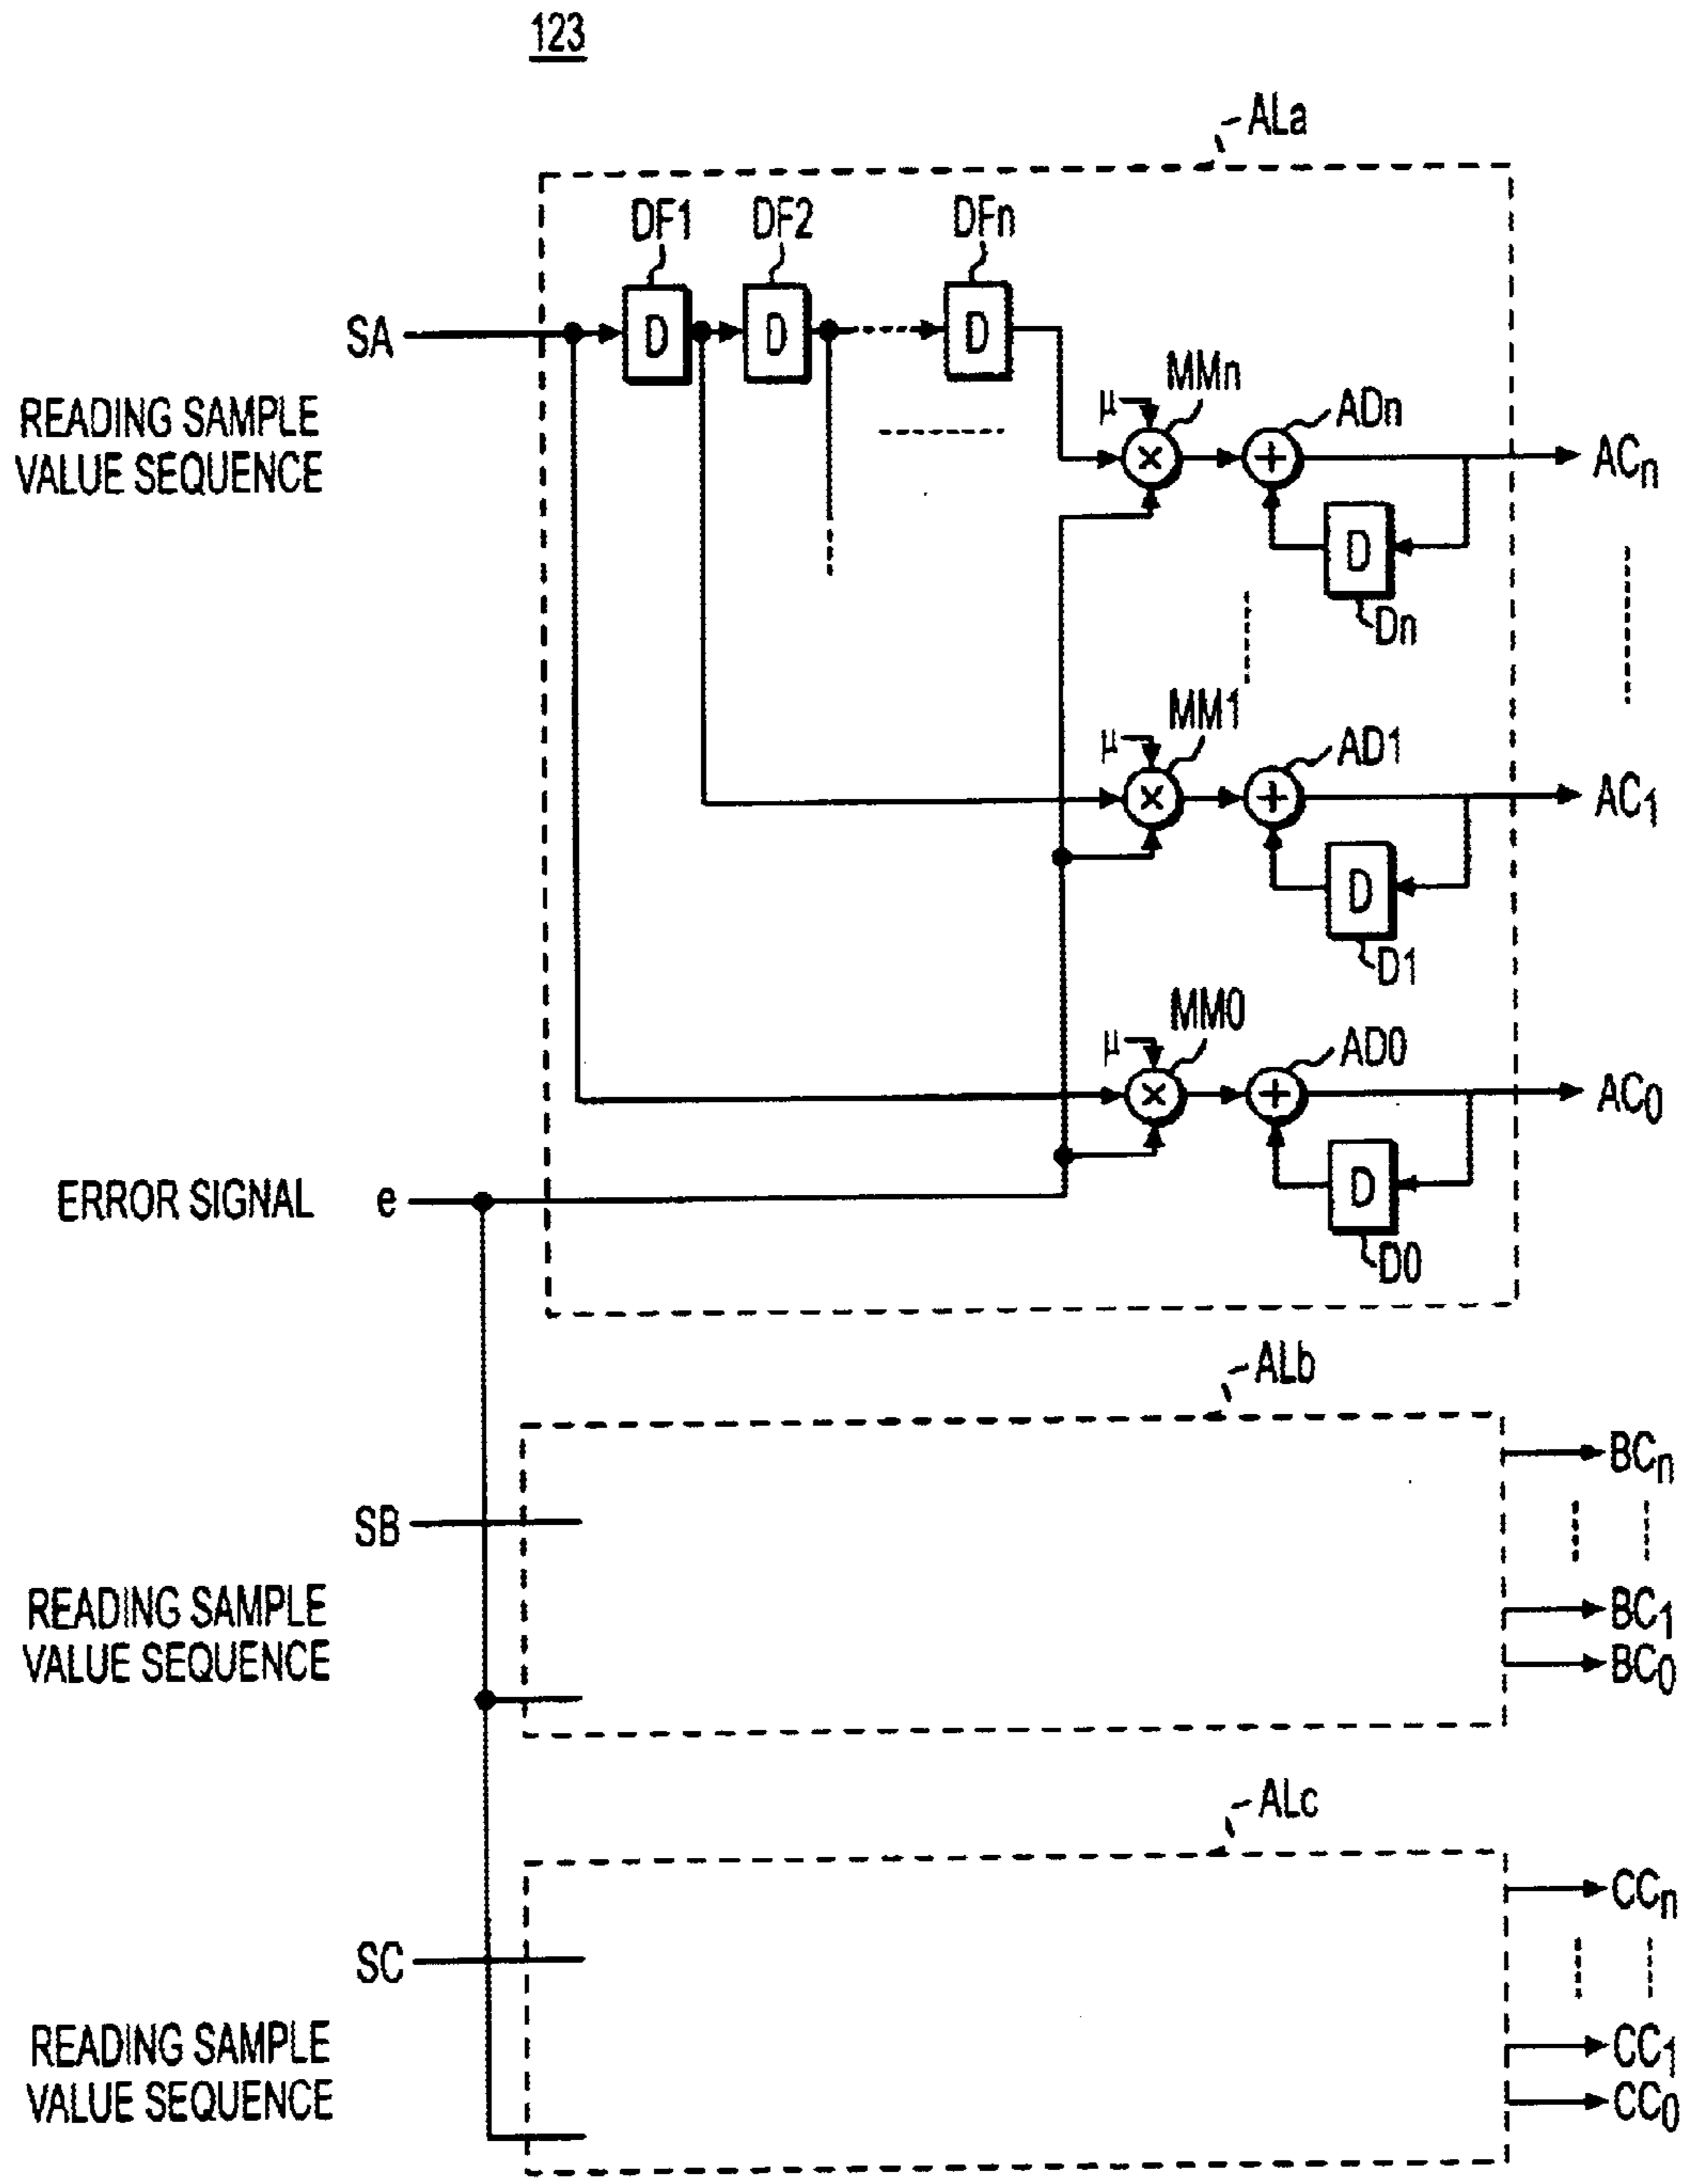 123
ALa
DF1 DF2 DFn
D D D
SA
READING SAMPLE
VALUE SEQUENCE
μ MMn ADn
× + ACn
D
Dn
μ MM1 AD1
× + AC1
D
D1
μ MM0 AD0
× + AC0
D
D0
ERROR SIGNAL e
ALb
BCn
SB
READING SAMPLE
VALUE SEQUENCE
BC1
BC0
ALc
CCn
SC
READING SAMPLE
VALUE SEQUENCE
CC1
CC0